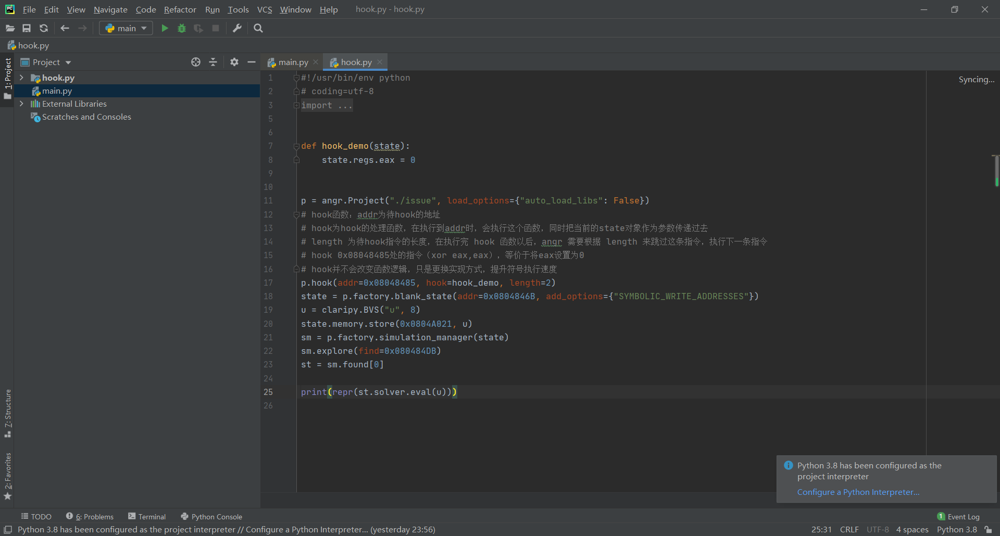 File Edit View Navigate Code Refactor Run Tools VCS Window Help hook.py - hook.py
main
hook.py
1: Project
Project
hook.py
main.py
External Libraries
Scratches and Consoles
7: Structure
2: Favorites
main.py hook.py
1 #!/usr/bin/env python
2 # coding=utf-8
3 import ...
5
6
7 def hook_demo(state):
8 state.regs.eax = 0
9
10
11 p = angr.Project("./issue", load_options={"auto_load_libs": False})
12 # hook函数：addr为待hook的地址
13 # hook为hook的处理函数，在执行到addr时，会执行这个函数，同时把当前的state对象作为参数传递过去
14 # length 为待hook指令的长度，在执行完 hook 函数以后，angr 需要根据 length 来跳过这条指令，执行下一条指令
15 # hook 0x08048485处的指令（xor eax,eax），等价于将eax设置为0
16 # hook并不会改变函数逻辑，只是更换实现方式，提升符号执行速度
17 p.hook(addr=0x08048485, hook=hook_demo, length=2)
18 state = p.factory.blank_state(addr=0x0804846B, add_options={"SYMBOLIC_WRITE_ADDRESSES"})
19 u = claripy.BVS("u", 8)
20 state.memory.store(0x0804A021, u)
21 sm = p.factory.simulation_manager(state)
22 sm.explore(find=0x080484DB)
23 st = sm.found[0]
24
25 print(repr(st.solver.eval(u)))
26
Syncing...
Python 3.8 has been configured as the
project interpreter
Configure a Python Interpreter...
TODO 6: Problems Terminal Python Console 1 Event Log
Python 3.8 has been configured as the project interpreter // Configure a Python Interpreter... (yesterday 23:56) 25:31 CRLF UTF-8 4 spaces Python 3.8